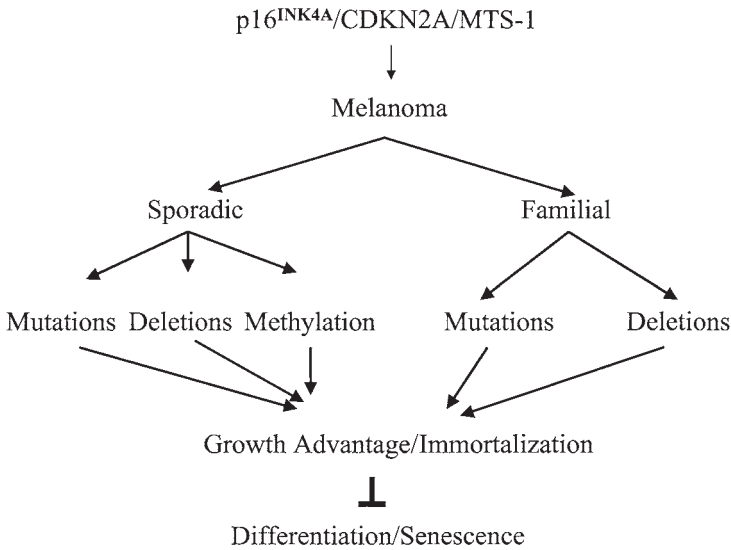 p16INK4A/CDKN2A/MTS-1
Melanoma
Sporadic Familial
Mutations Deletions Methylation Mutations Deletions
Growth Advantage/Immortalization
Differentiation/Senescence